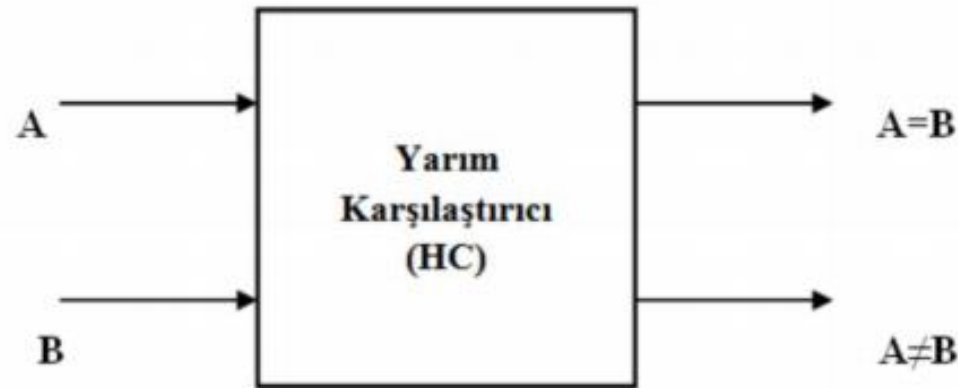 A
B
Yarım
Karşılaştırıcı
(HC)
A=B
A≠B